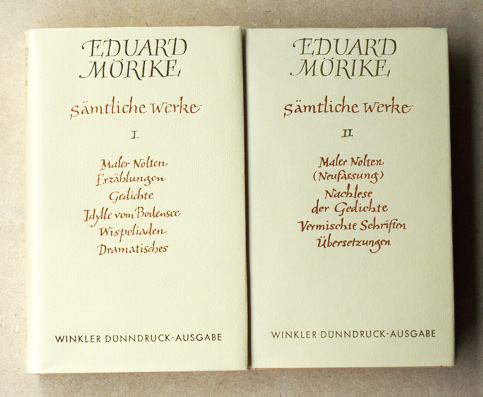 EDUARD
MÖRIKE
Sämtliche Werke
I
Maler Nolten
Erzählungen
Gedichte
Idylle vom Bodensee
Wispeliaden
Dramatisches
WINKLER DÜNNDRUCK-AUSGABE
EDUARD
MÖRIKE
Sämtliche Werke
II
Maler Nolten
(Neufassung)
Nachlese
der Gedichte
Vermischte Schriften
Übersetzungen
WINKLER DÜNNDRUCK-AUSGABE